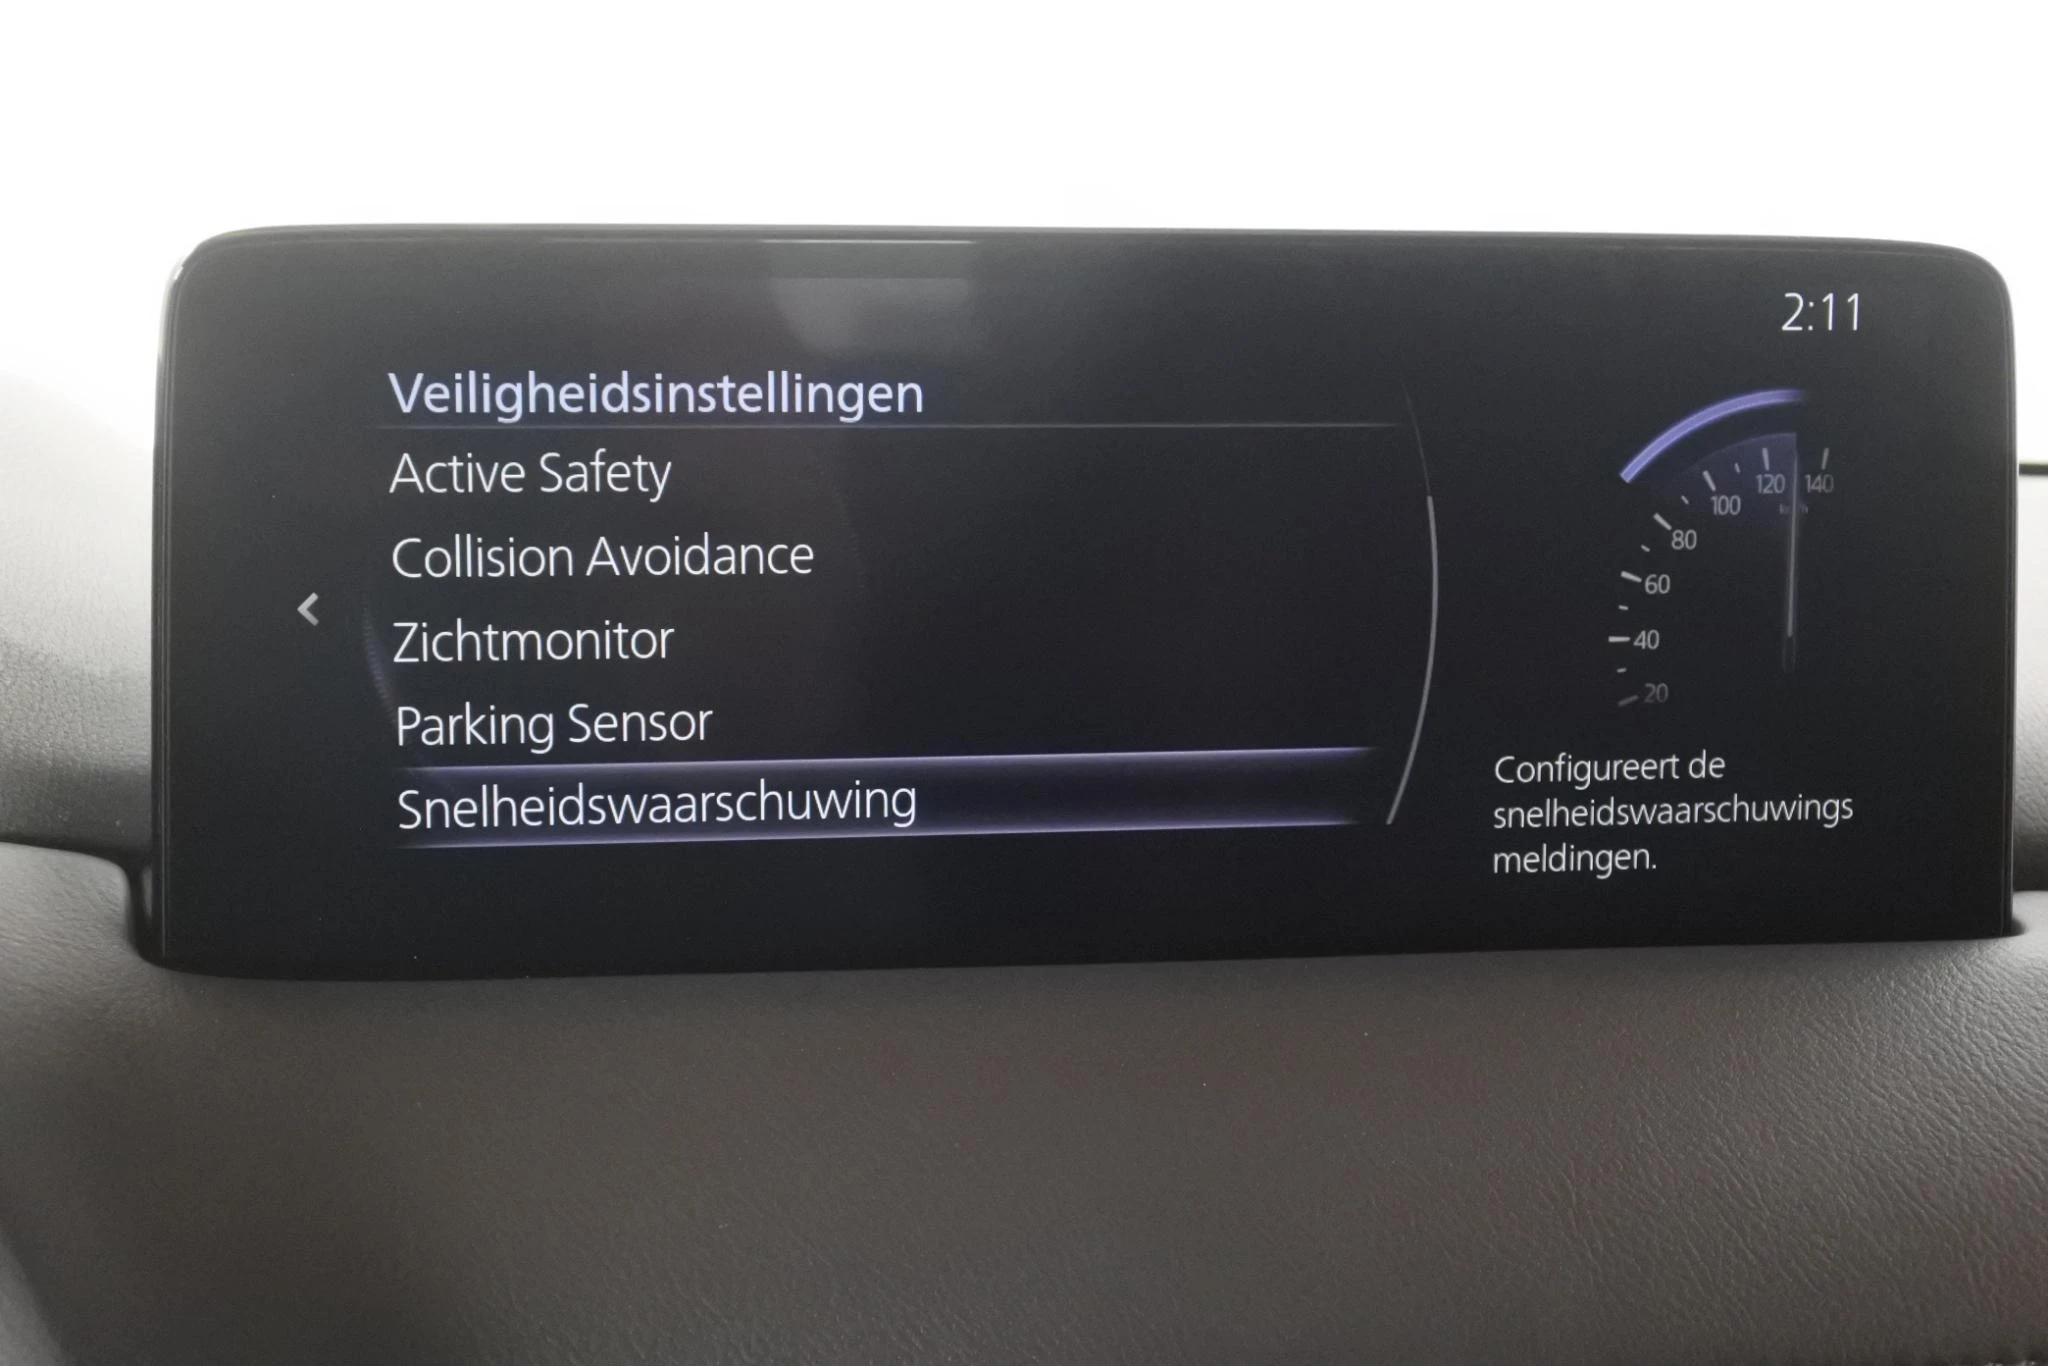 2:11
Veiligheidsinstellingen
Active Safety
Collision Avoidance
Zichtmonitor
Parking Sensor
Snelheidswaarschuwing
20
40
60
80
100
120
140
Configureert de
snelheidswaarschuwings
meldingen.